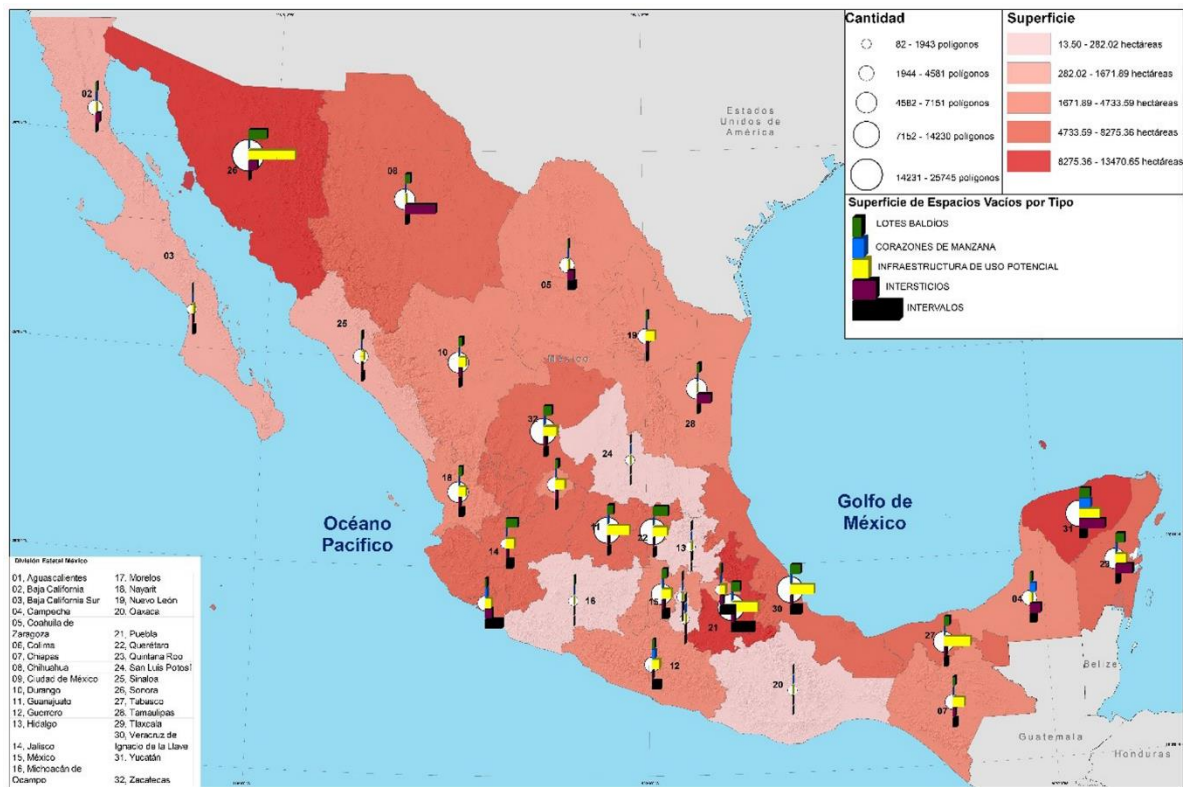 Cantidad
82 - 1943 polígonos
1944 - 4581 polígonos
4582 - 7151 polígonos
7152 - 14230 polígonos
14231 - 25745 polígonos
Superficie
13.50 - 282.02 hectáreas
282.02 - 1671.89 hectáreas
1671.89 - 4733.59 hectáreas
4733.59 - 8275.36 hectáreas
8275.36 - 13470.65 hectáreas
Superficie de Espacios Vacíos por Tipo
LOTES BALDÍOS
CORAZONES DE MANZANA
INFRAESTRUCTURA DE USO POTENCIAL
INTERSTICIOS
INTERVALOS
Estados
Unidos de
América
02
26
08
03
05
25
19
10
México
28
32
24
18
Océano
Pacifico
Golfo de
México
11
22
13
14
16
15
21
30
31
04
27
12
20
07
Belize
Guatemala
Honduras
División Estatal México
01, Aguascalientes
02, Baja California
03, Baja California Sur
04, Campeche
05, Coahuila de
Zaragoza
06, Colima
07, Chiapas
08, Chihuahua
09, Ciudad de México
10, Durango
11, Guanajuato
12, Guerrero
13, Hidalgo
14, Jalisco
15, México
16, Michoacán de
Ocampo
17, Morelos
18, Nayarit
19, Nuevo León
20, Oaxaca
21, Puebla
22, Querétaro
23, Quintana Roo
24, San Luis Potosí
25, Sinaloa
26, Sonora
27, Tabasco
28, Tamaulipas
29, Tlaxcala
30, Veracruz de
Ignacio de la Llave
31, Yucatán
32, Zacatecas